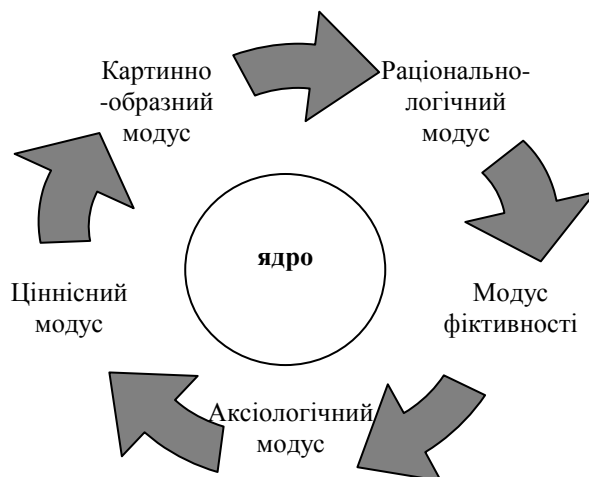 Картинно
-образний
модус
Раціонально-
логічний
модус
ядро
Ціннісний
модус
Модус
фіктивності
Аксіологічний
модус